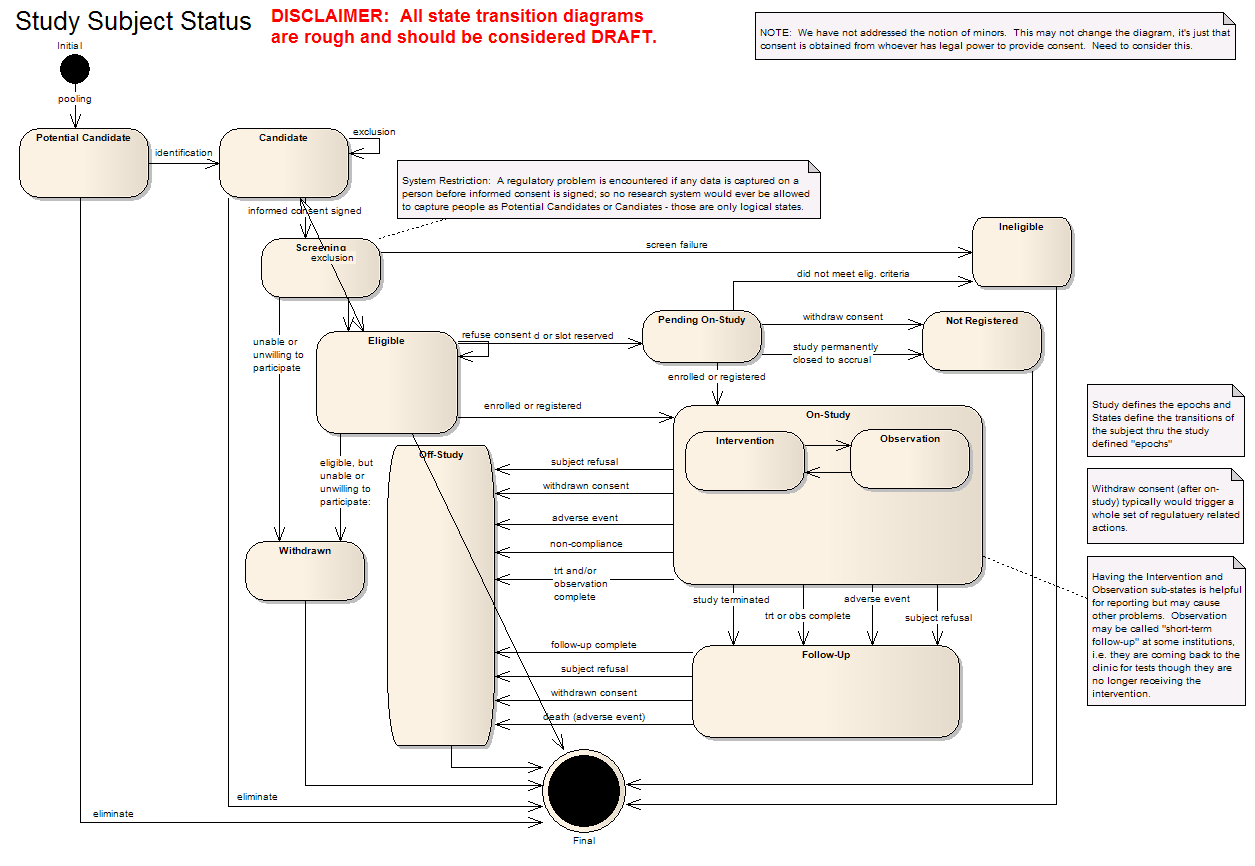 Study Subject Status
DISCLAIMER:  All state transition diagrams
are rough and should be considered DRAFT.
NOTE:  We have not addressed the notion of minors.  This may not change the diagram, it's just that
consent is obtained from whoever has legal power to provide consent.  Need to consider this.
Initial
pooling
Potential Candidate
identification
Candidate
exclusion
System Restriction:  A regulatory problem is encountered if any data is captured on a
person before informed consent is signed; so no research system would ever be allowed
to capture people as Potential Candidates or Candiates - those are only logical states.
informed consent signed
Screening
exclusion
screen failure
Ineligible
did not meet elig. criteria
Pending On-Study
withdraw consent
Not Registered
study permanently
closed to accrual
unable or
unwilling to
participate
Eligible
refuse consent
d or slot reserved
enrolled or registered
enrolled or registered
On-Study
Intervention
Observation
Study defines the epochs and
States define the transitions of
the subject thru the study
defined "epochs"
eligible, but
unable or
unwilling to
participate:
Off-Study
subject refusal
withdrawn consent
adverse event
non-compliance
trt and/or
observation
complete
Withdraw consent (after on-
study) typically would trigger a
whole set of regulatuery related
actions.
Withdrawn
study terminated
trt or obs complete
adverse event
subject refusal
Having the Intervention and
Observation sub-states is helpful
for reporting but may cause
other problems.  Observation
may be called "short-term
follow-up" at some institutions,
i.e. they are coming back to the
clinic for tests though they are
no longer receiving the
intervention.
Follow-Up
follow-up complete
subject refusal
withdrawn consent
death (adverse event)
eliminate
eliminate
Final